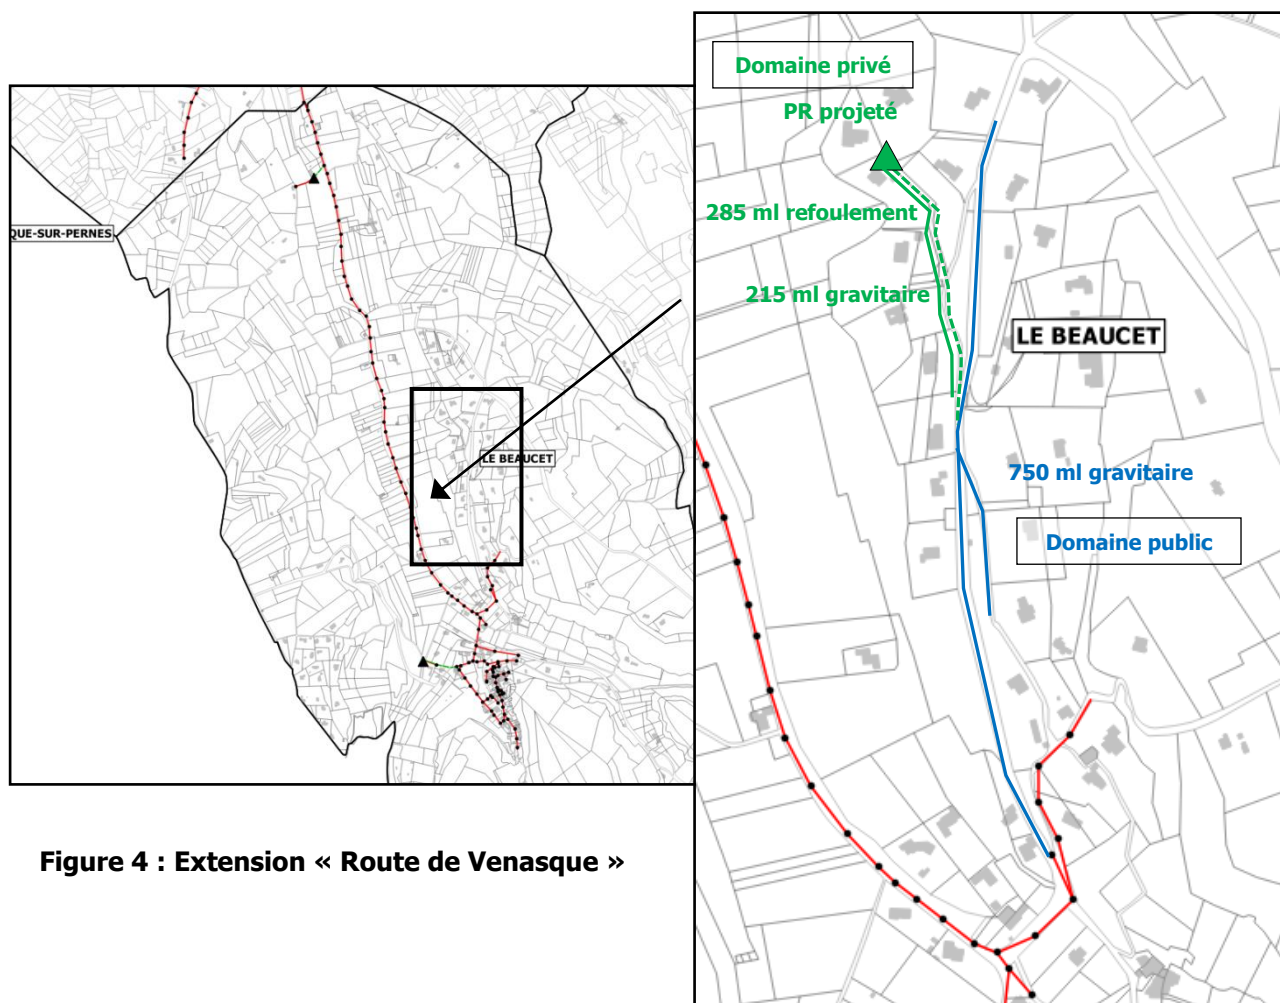 QUE-SUR-PERNES
LE BEAUCET
Domaine privé
PR projeté
285 ml refoulement
215 ml gravitaire
LE BEAUCET
750 ml gravitaire
Domaine public
Figure 4 : Extension « Route de Venasque »